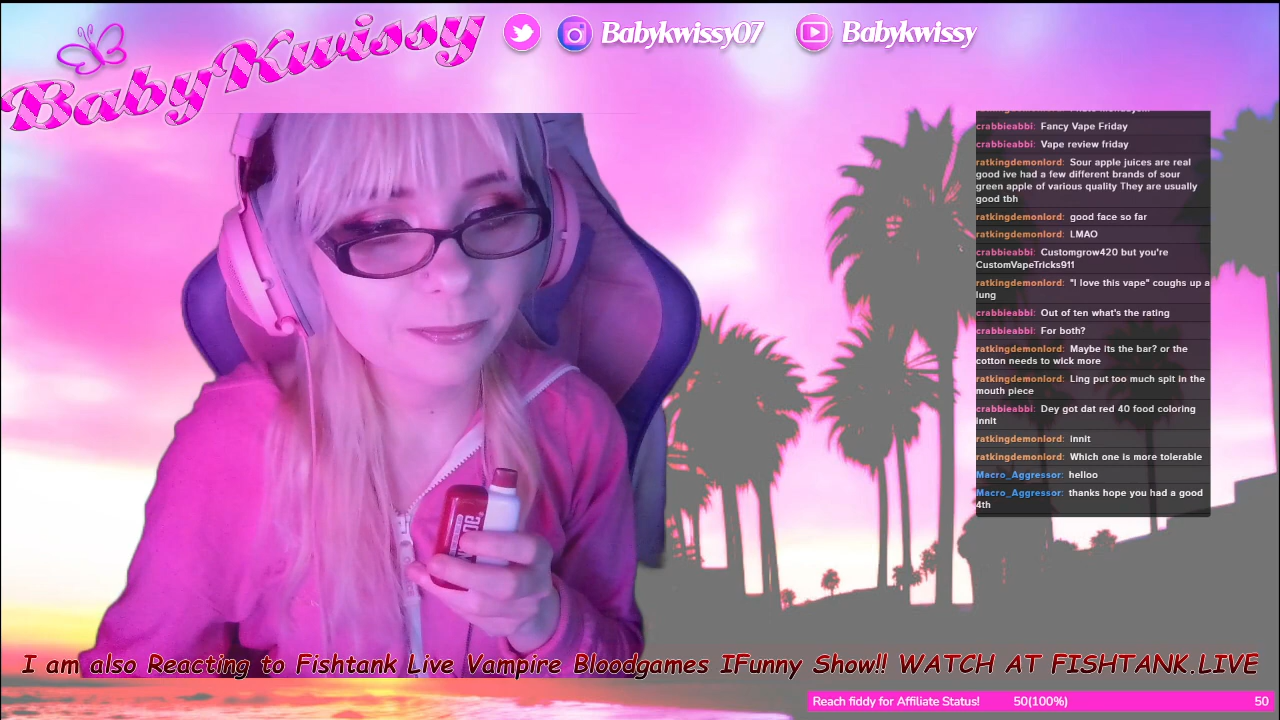 BabyKwissy
Babykwissy07
Babykwissy
crabbieabbi: Fancy Vape Friday
crabbieabbi: Vape review friday
ratkingdemonlord: Sour apple juices are real
good ive had a few different brands of sour
green apple of various quality They are usually
good tbh
ratkingdemonlord: good face so far
ratkingdemonlord: LMAO
crabbieabbi: Customgrow420 but you're
CustomVapeTricks911
ratkingdemonlord: "I love this vape" coughs up a
lung
crabbieabbi: Out of ten what's the rating
crabbieabbi: For both?
ratkingdemonlord: Maybe its the bar? or the
cotton needs to wick more
ratkingdemonlord: Ling put too much spit in the
mouth piece
crabbieabbi: Dey got dat red 40 food coloring
innit
ratkingdemonlord: innit
ratkingdemonlord: Which one is more tolerable
Macro_Aggressor: helloo
Macro_Aggressor: thanks hope you had a good
4th
I am also Reacting to Fishtank Live Vampire Bloodgames IFunny Show!! WATCH AT FISHTANK.LIVE
Reach fiddy for Affiliate Status! 50(100%) 50